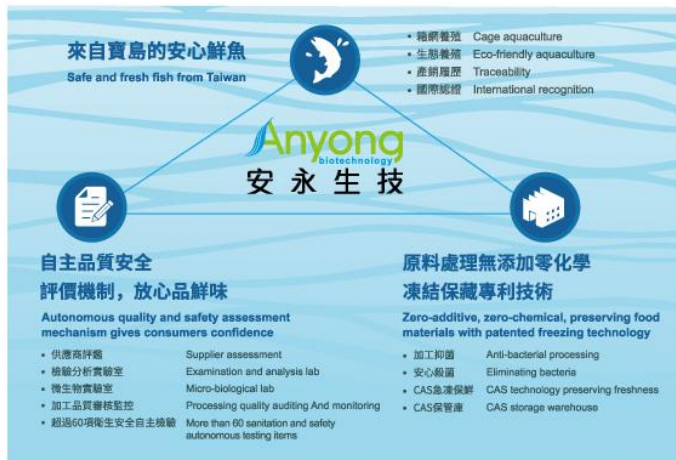 來自寶島的安心鮮魚
Safe and fresh fish from Taiwan
• 箱網養殖 Cage aquaculture
• 生態養殖 Eco-friendly aquaculture
• 產銷履歷 Traceability
• 國際認證 International recognition
Anyong
biotechnology
安永生技
自主品質安全
評價機制，放心品鮮味
Autonomous quality and safety assessment
mechanism gives consumers confidence
• 供應商評鑑 Supplier assessment
• 檢驗分析實驗室 Examination and analysis lab
• 微生物實驗室 Micro-biological lab
• 加工品質審核監控 Processing quality auditing And monitoring
• 超過60項衛生安全自主檢驗 More than 60 sanitation and safety
autonomous testing items
原料處理無添加零化學
凍結保藏專利技術
Zero-additive, zero-chemical, preserving food
materials with patented freezing technology
• 加工抑菌 Anti-bacterial processing
• 安心殺菌 Eliminating bacteria
• CAS急凍保鮮 CAS technology preserving freshness
• CAS保管庫 CAS storage warehouse